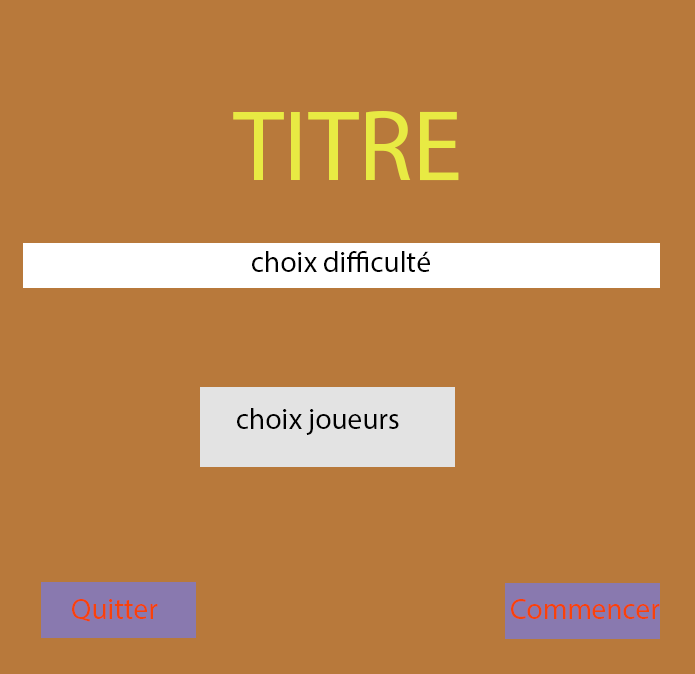 TITRE
choix difficulté
choix joueurs
Quitter
Commencer